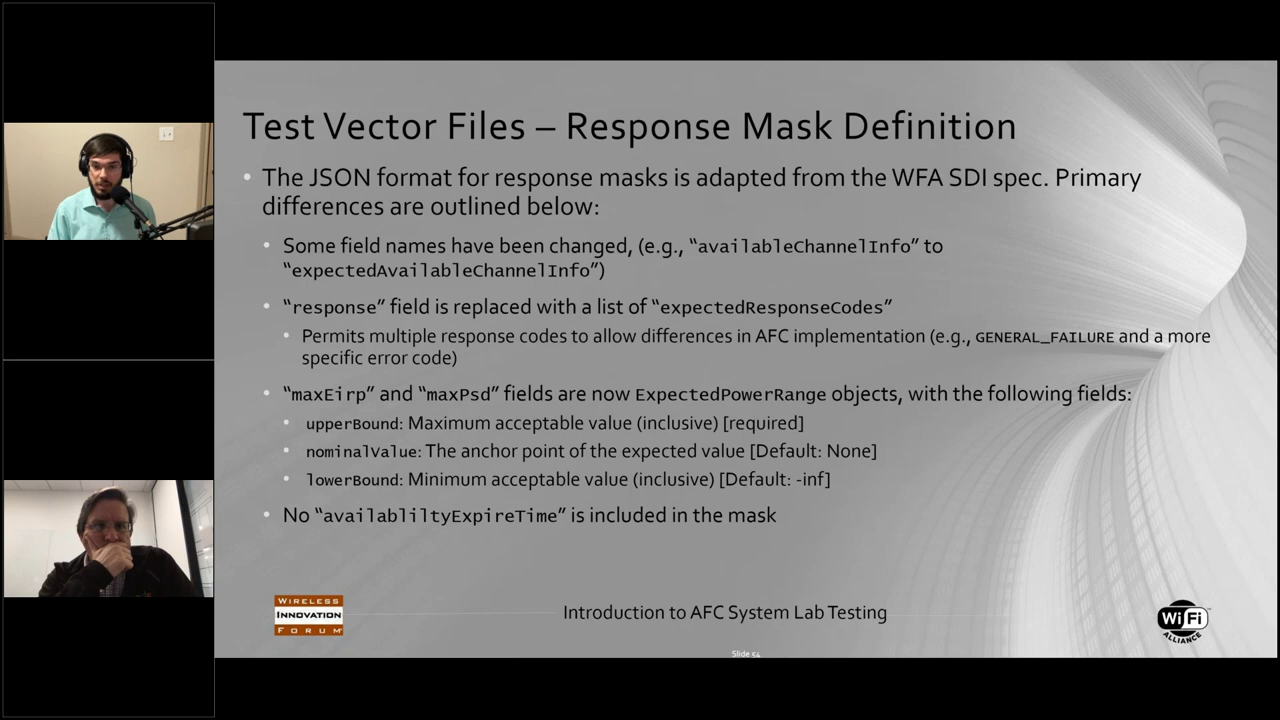 Test Vector Files – Response Mask Definition
• The JSON format for response masks is adapted from the WFA SDI spec. Primary
differences are outlined below:
• Some field names have been changed, (e.g., “availableChannelInfo” to
“expectedAvailableChannelInfo”)
• “response” field is replaced with a list of “expectedResponseCodes”
• Permits multiple response codes to allow differences in AFC implementation (e.g., GENERAL_FAILURE and a more
specific error code)
• “maxEirp” and “maxPsd” fields are now ExpectedPowerRange objects, with the following fields:
• upperBound: Maximum acceptable value (inclusive) [required]
• nominalValue: The anchor point of the expected value [Default: None]
• lowerBound: Minimum acceptable value (inclusive) [Default: -inf]
• No “availabliltyExpireTime” is included in the mask
WIRELESS
INNOVATION
FORUM
Introduction to AFC System Lab Testing
Wi Fi
ALLIANCE
Slide 54